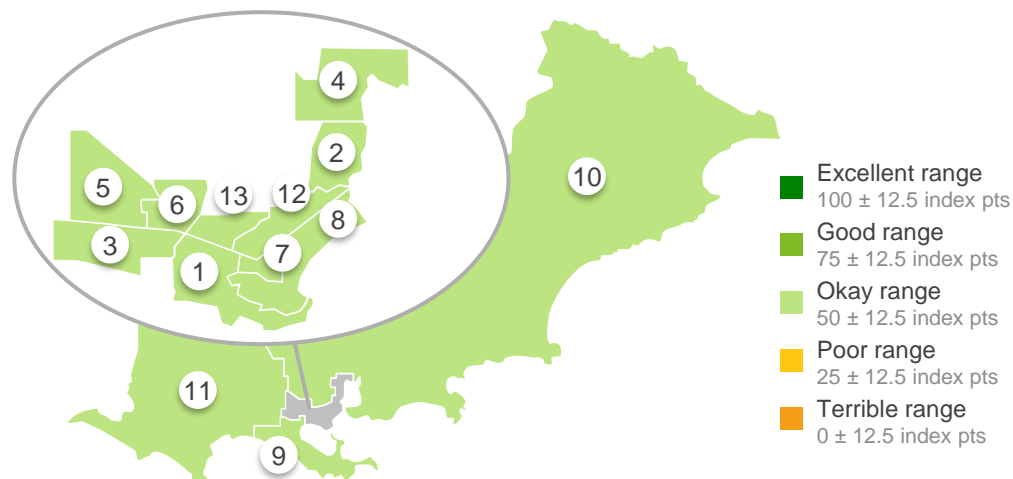 4
2
5
10
13
12
6
8
3
7
1
11
9
Excellent range
100 ± 12.5 index pts
Good range
75 ± 12.5 index pts
Okay range
50 ± 12.5 index pts
Poor range
25 ± 12.5 index pts
Terrible range
0 ± 12.5 index pts